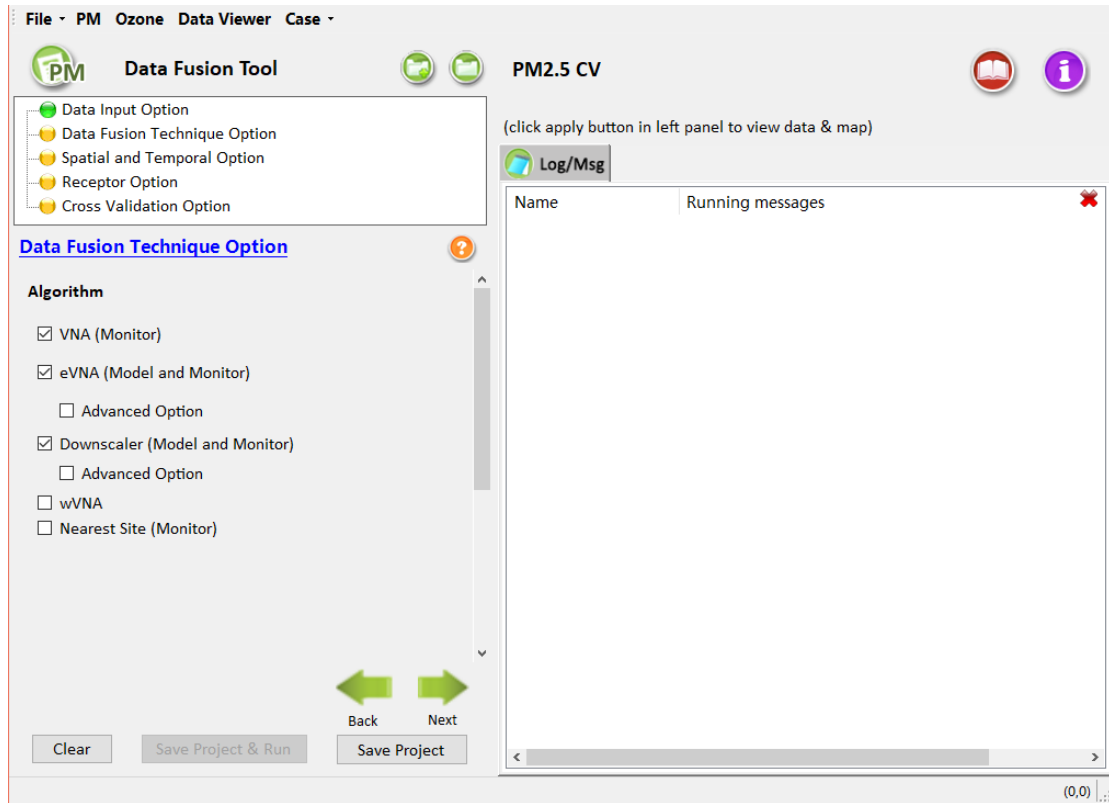 File PM Ozone Data Viewer Case
PM Data Fusion Tool
PM2.5 CV
i
Data Input Option
Data Fusion Technique Option
Spatial and Temporal Option
Receptor Option
Cross Validation Option
(click apply button in left panel to view data & map)
Log/Msg
Name Running messages
Data Fusion Technique Option
?
Algorithm
VNA (Monitor)
eVNA (Model and Monitor)
Advanced Option
Downscaler (Model and Monitor)
Advanced Option
wVNA
Nearest Site (Monitor)
Back Next
Clear Save Project & Run Save Project
(0,0)